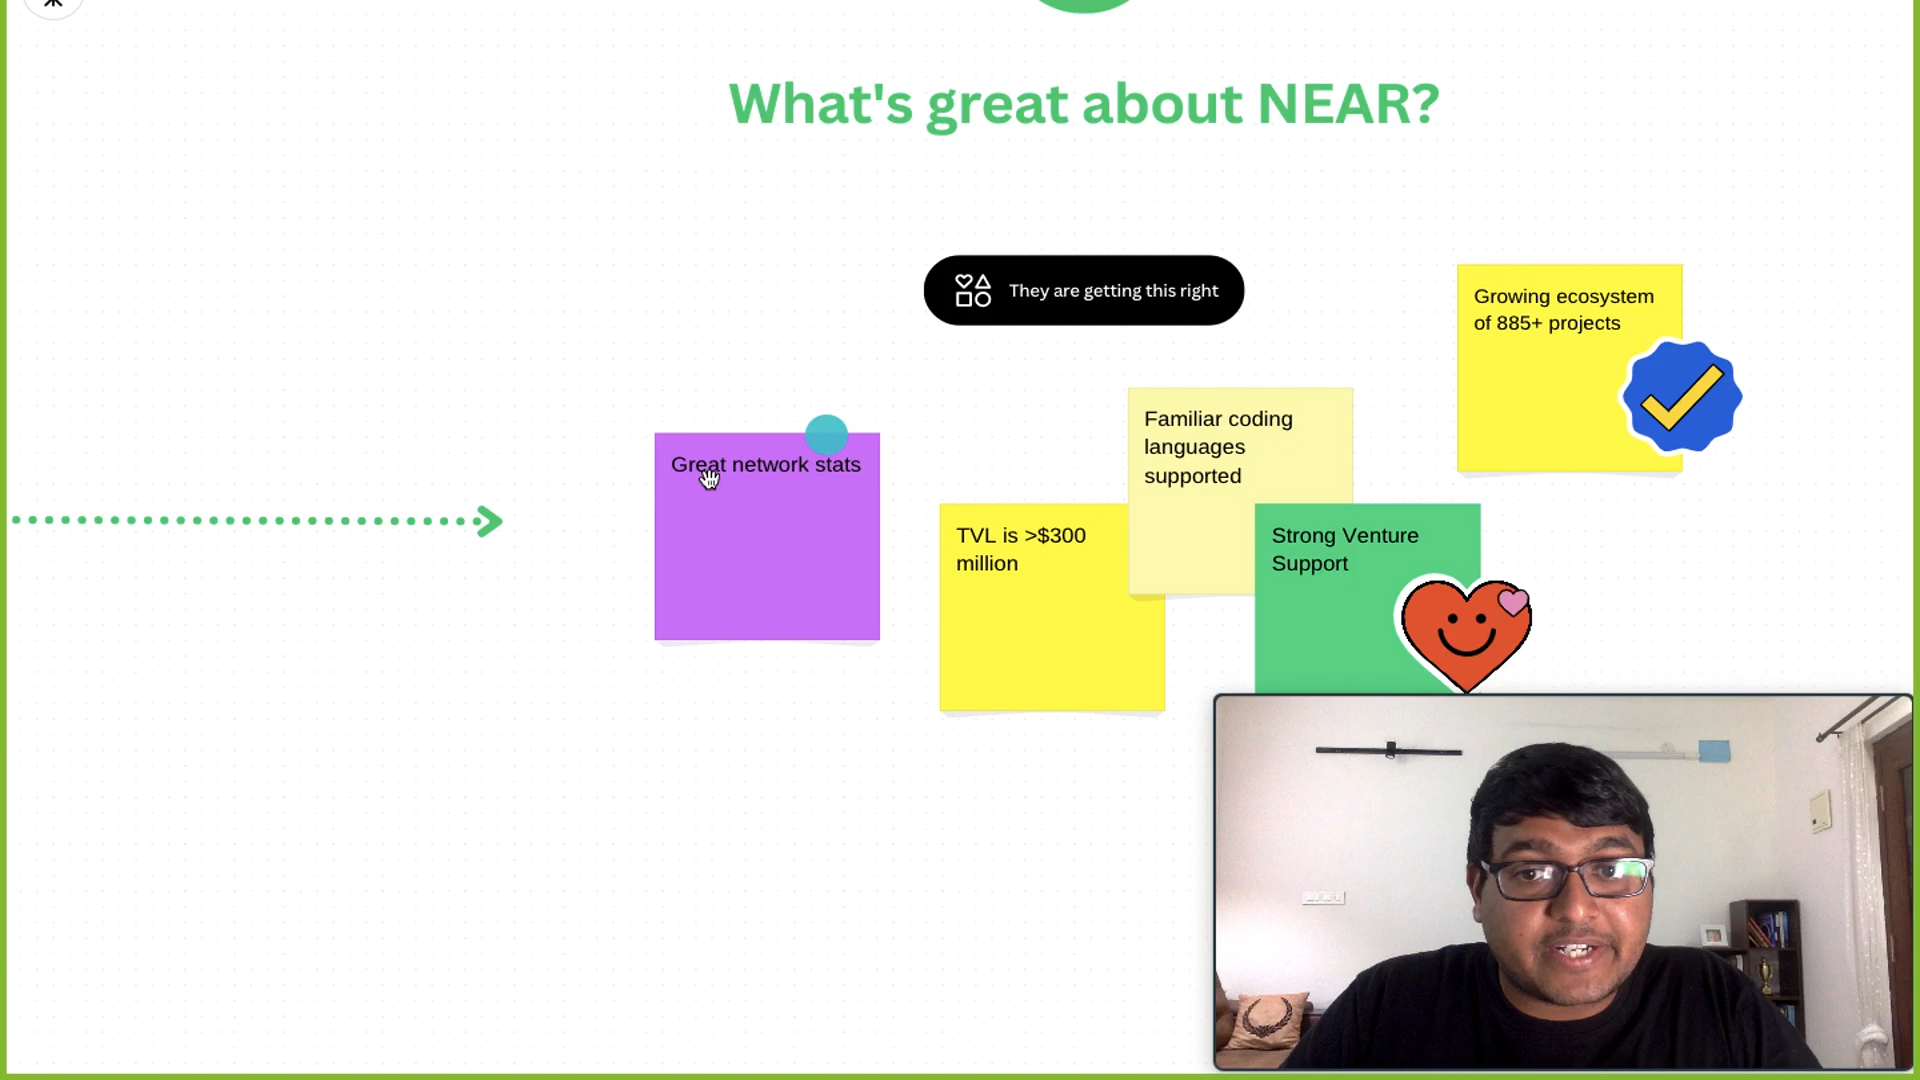 What's great about NEAR?
They are getting this right
Growing ecosystem
of 885+ projects
Familiar coding
languages
supported
Great network stats
TVL is >$300
million
Strong Venture
Support